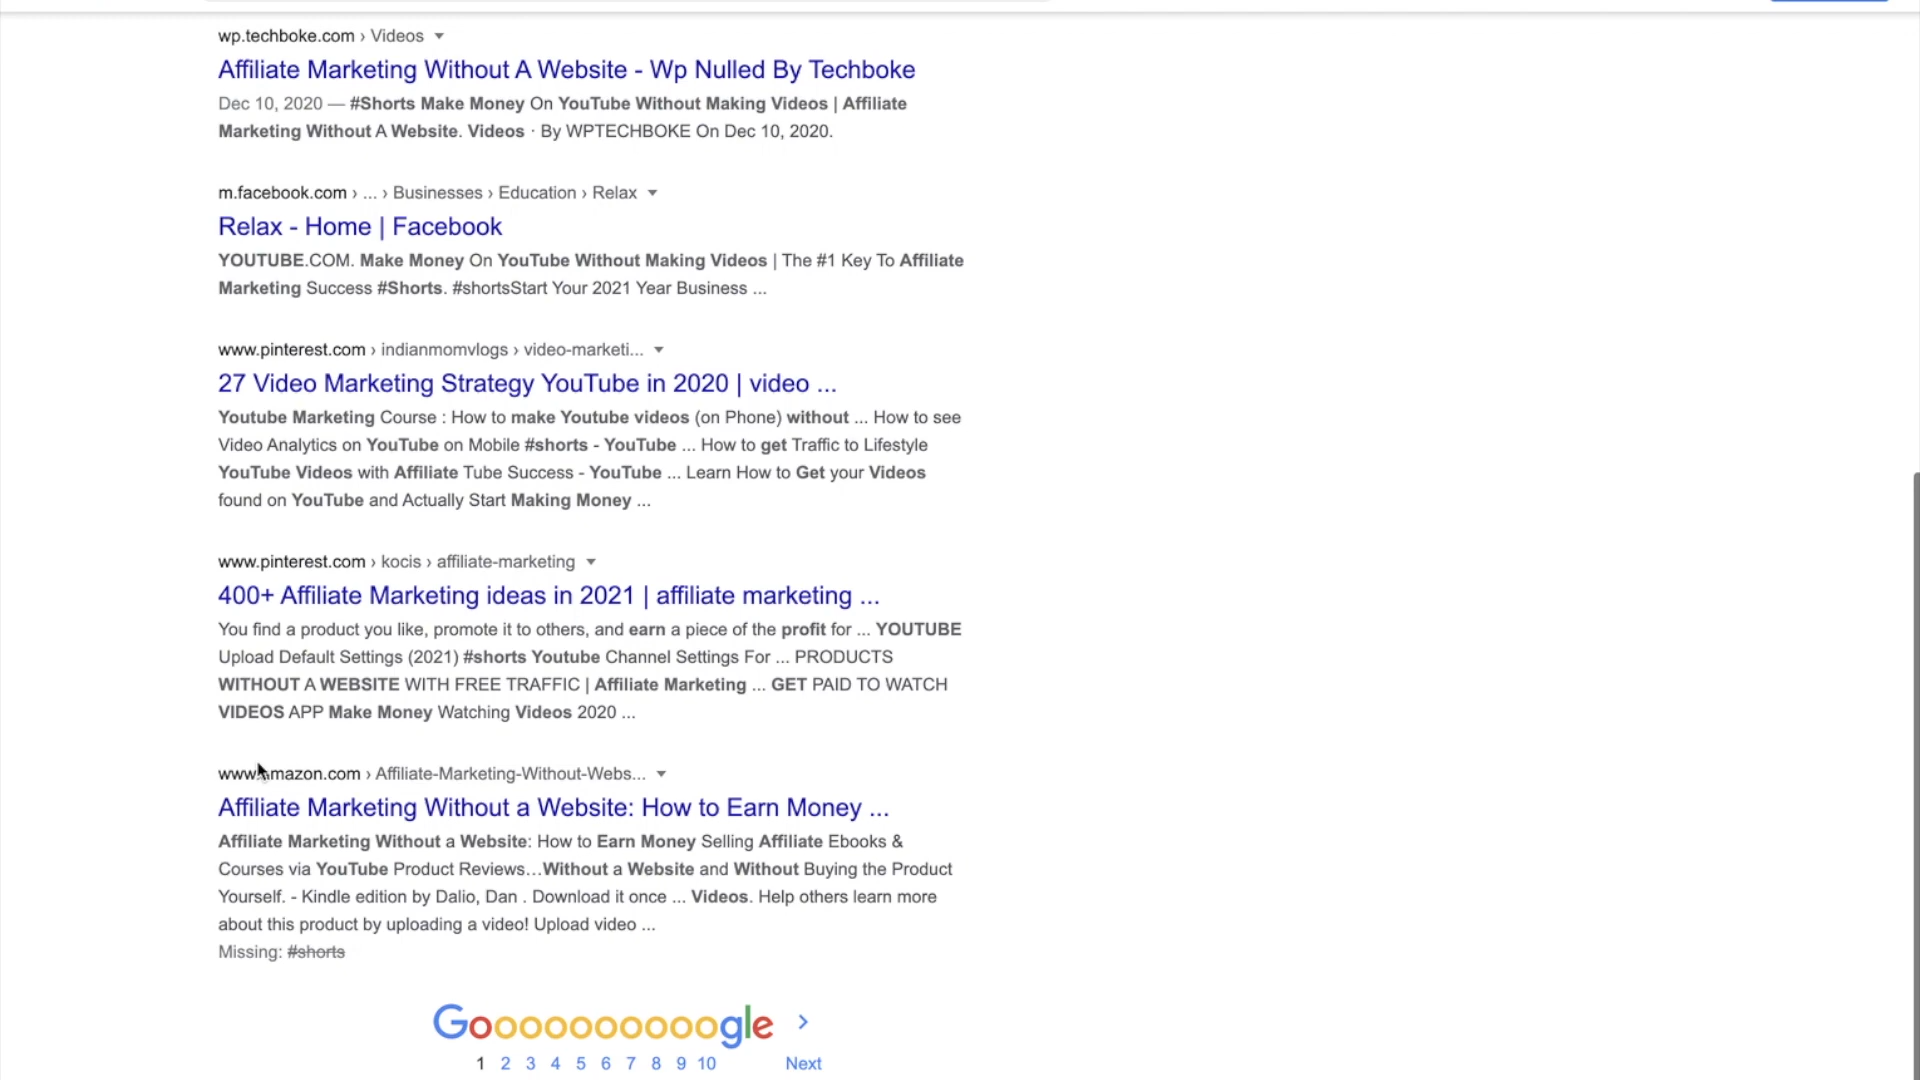 wp.techboke.com › Videos
Affiliate Marketing Without A Website - Wp Nulled By Techboke
Dec 10, 2020 — #Shorts Make Money On YouTube Without Making Videos | Affiliate
Marketing Without A Website. Videos · By WPTECHBOKE On Dec 10, 2020.
m.facebook.com › ... › Businesses › Education › Relax
Relax - Home | Facebook
YOUTUBE.COM. Make Money On YouTube Without Making Videos | The #1 Key To Affiliate
Marketing Success #Shorts. #shortsStart Your 2021 Year Business ...
www.pinterest.com › indianmomvlogs › video-marketi...
27 Video Marketing Strategy YouTube in 2020 | video ...
Youtube Marketing Course : How to make Youtube videos (on Phone) without ... How to see
Video Analytics on YouTube on Mobile #shorts - YouTube ... How to get Traffic to Lifestyle
YouTube Videos with Affiliate Tube Success - YouTube ... Learn How to Get your Videos
found on YouTube and Actually Start Making Money ...
www.pinterest.com › kocis › affiliate-marketing
400+ Affiliate Marketing ideas in 2021 | affiliate marketing ...
You find a product you like, promote it to others, and earn a piece of the profit for ... YOUTUBE
Upload Default Settings (2021) #shorts Youtube Channel Settings For ... PRODUCTS
WITHOUT A WEBSITE WITH FREE TRAFFIC | Affiliate Marketing ... GET PAID TO WATCH
VIDEOS APP Make Money Watching Videos 2020 ...
www.amazon.com › Affiliate-Marketing-Without-Webs...
Affiliate Marketing Without a Website: How to Earn Money ...
Affiliate Marketing Without a Website: How to Earn Money Selling Affiliate Ebooks &
Courses via YouTube Product Reviews…Without a Website and Without Buying the Product
Yourself. - Kindle edition by Dalio, Dan . Download it once ... Videos. Help others learn more
about this product by uploading a video! Upload video ...
Missing: #shorts
Goooooooooogle >
1 2 3 4 5 6 7 8 9 10 Next